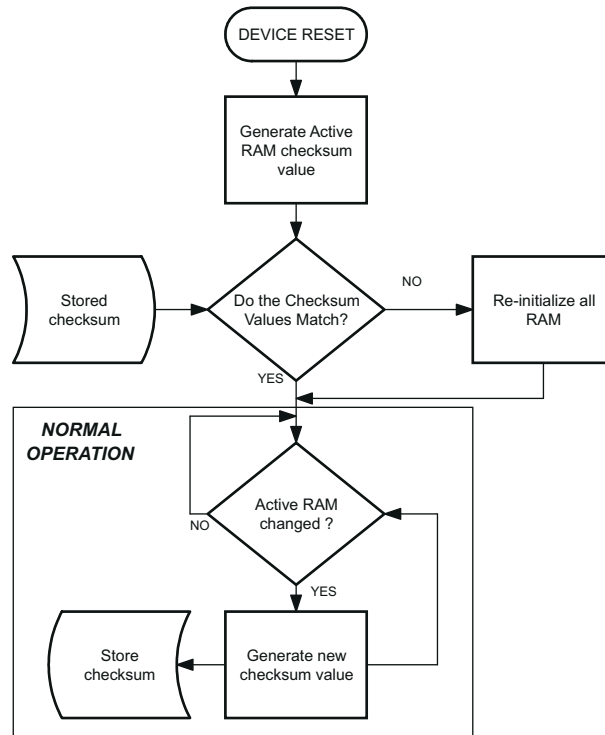 DEVICE RESET
Generate Active
RAM checksum
value
Stored
checksum
Do the Checksum
Values Match?
NO
Re-initialize all
RAM
YES
NORMAL
OPERATION
Active RAM
changed ?
NO
YES
Store
checksum
Generate new
checksum value